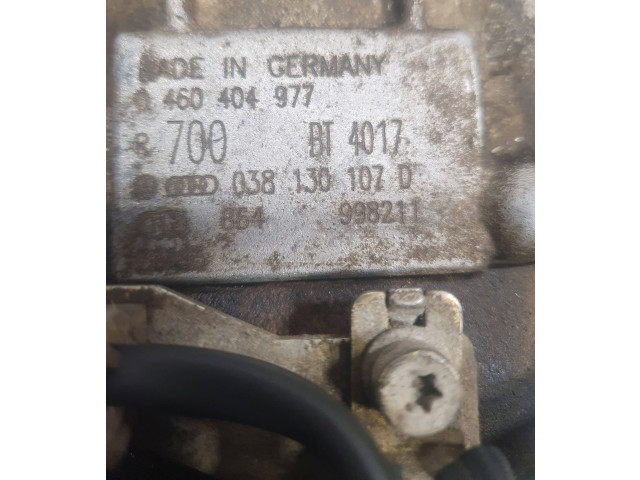 MADE IN GERMANY
0 460 404 977
R 700 BT 4017
038 130 107 D
864 998211